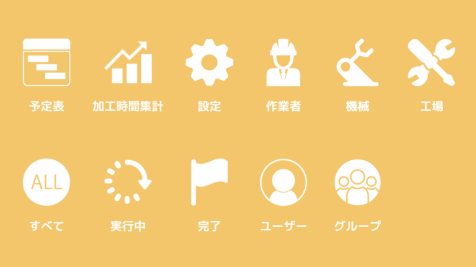 予定表
加工時間集計
設定
作業者
機械
工場
ALL
すべて
実行中
完了
ユーザー
グループ